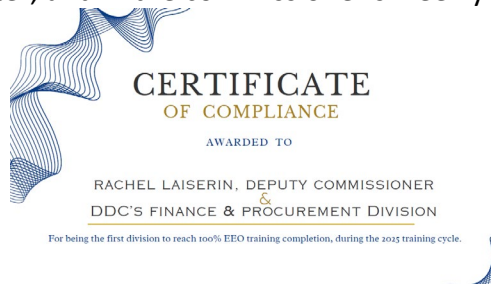 CERTIFICATE
OF COMPLIANCE
AWARDED TO
RACHEL LAISERIN, DEPUTY COMMISSIONER
&
DDC'S FINANCE & PROCUREMENT DIVISION
For being the first division to reach 100% EEO training completion, during the 2025 training cycle.